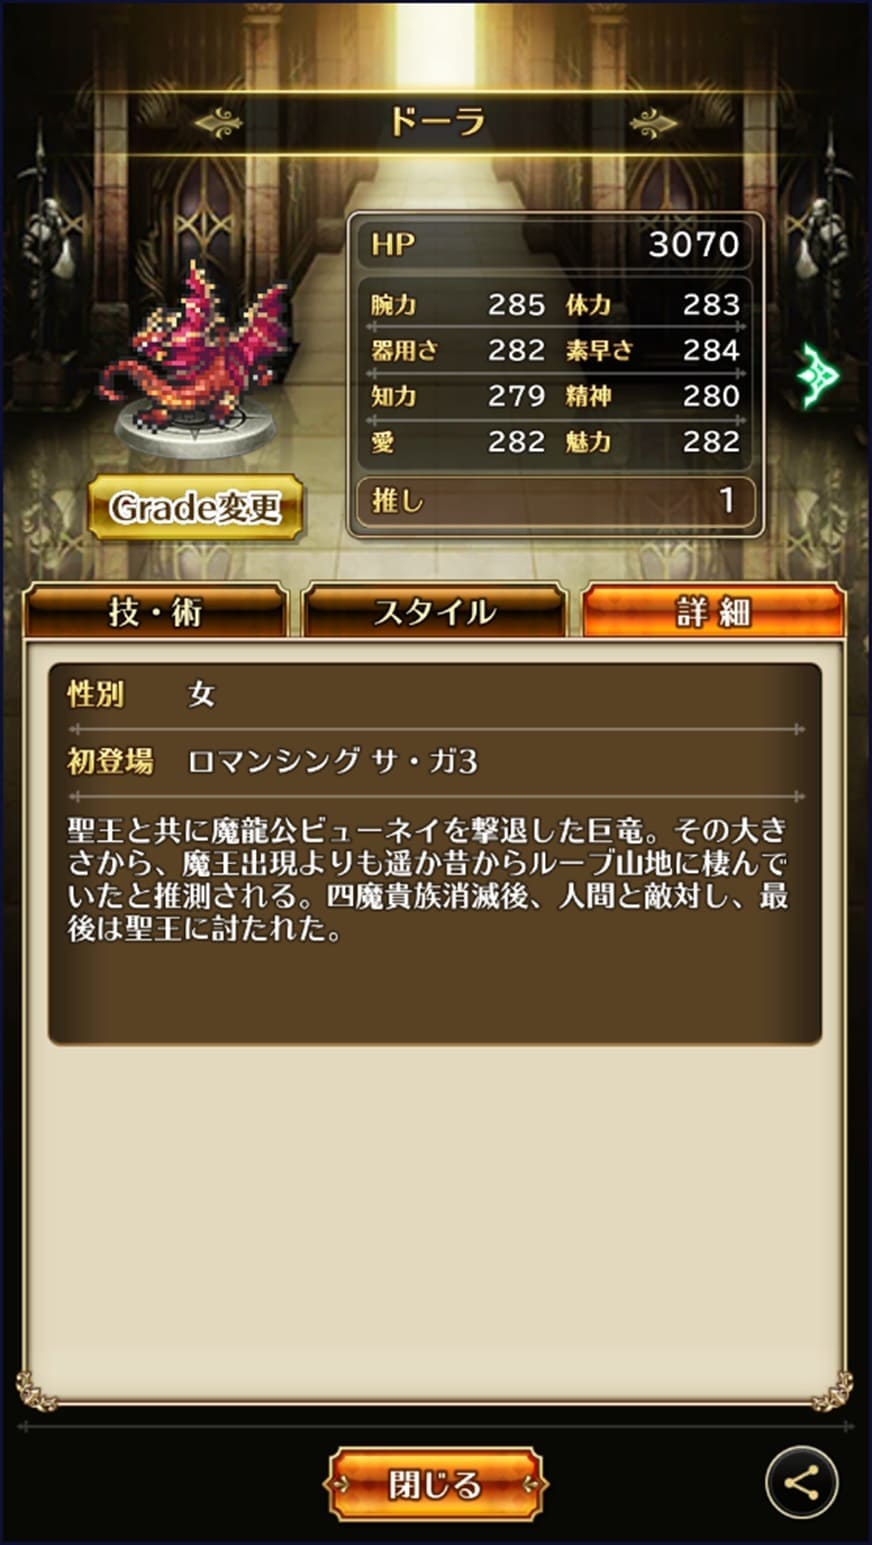 ドーラ
HP 3070
腕力 285 体力 283
器用さ 282 素早さ 284
知力 279 精神 280
愛 282 魅力 282
推し 1
Grade変更
技・術 スタイル 詳細
性別 女
初登場 ロマンシング サ・ガ3
聖王と共に魔龍公ビューネイを撃退した巨竜。その大き
さから、魔王出現よりも遥か昔からルーブ山地に棲んで
いたと推測される。四魔貴族消滅後、人間と敵対し、最
後は聖王に討たれた。
閉じる